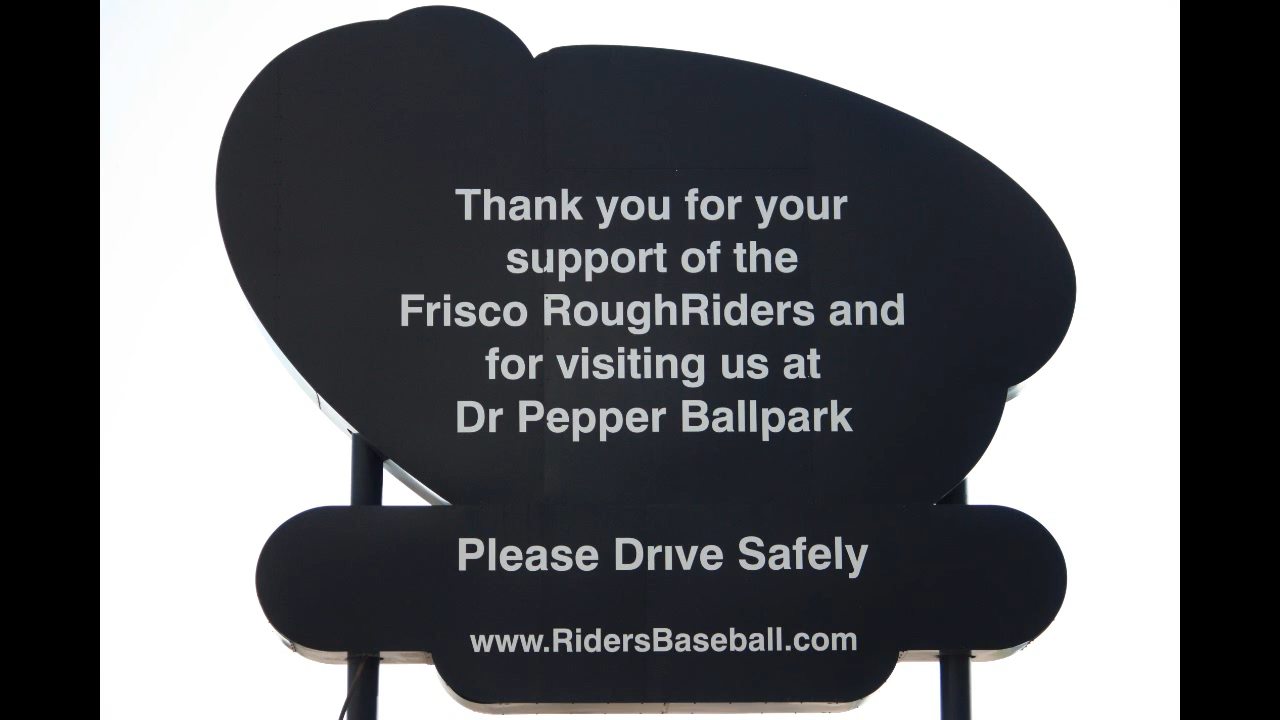 Thank you for your
support of the
Frisco RoughRiders and
for visiting us at
Dr Pepper Ballpark
Please Drive Safely
www.RidersBaseball.com